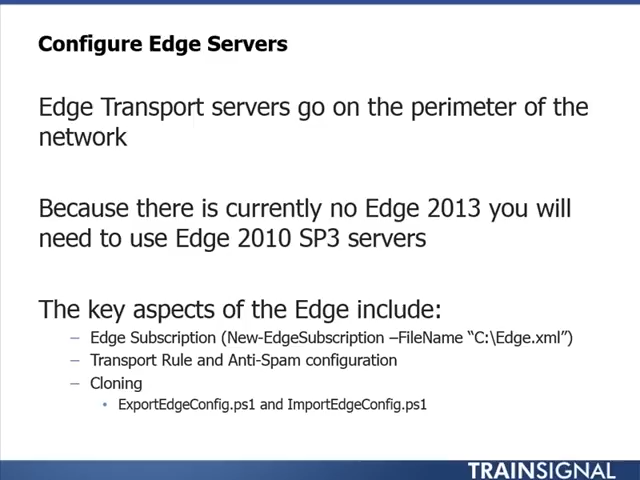 Configure Edge Servers
Edge Transport servers go on the perimeter of the
network
Because there is currently no Edge 2013 you will
need to use Edge 2010 SP3 servers
The key aspects of the Edge include:
– Edge Subscription (New-EdgeSubscription –FileName “C:\Edge.xml”)
– Transport Rule and Anti-Spam configuration
– Cloning
• ExportEdgeConfig.ps1 and ImportEdgeConfig.ps1
TRAINSIGNAL